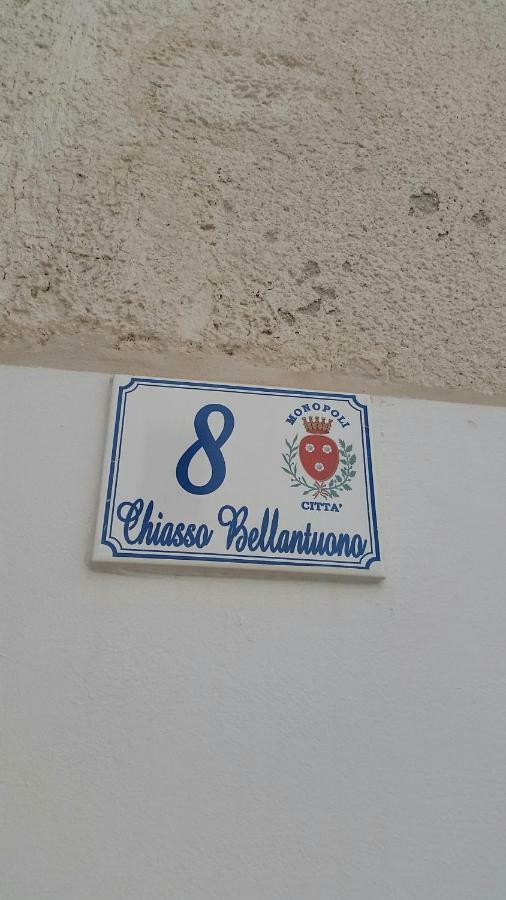 8
MONOPOLI
CITTA'
Chiasso Bellantuono